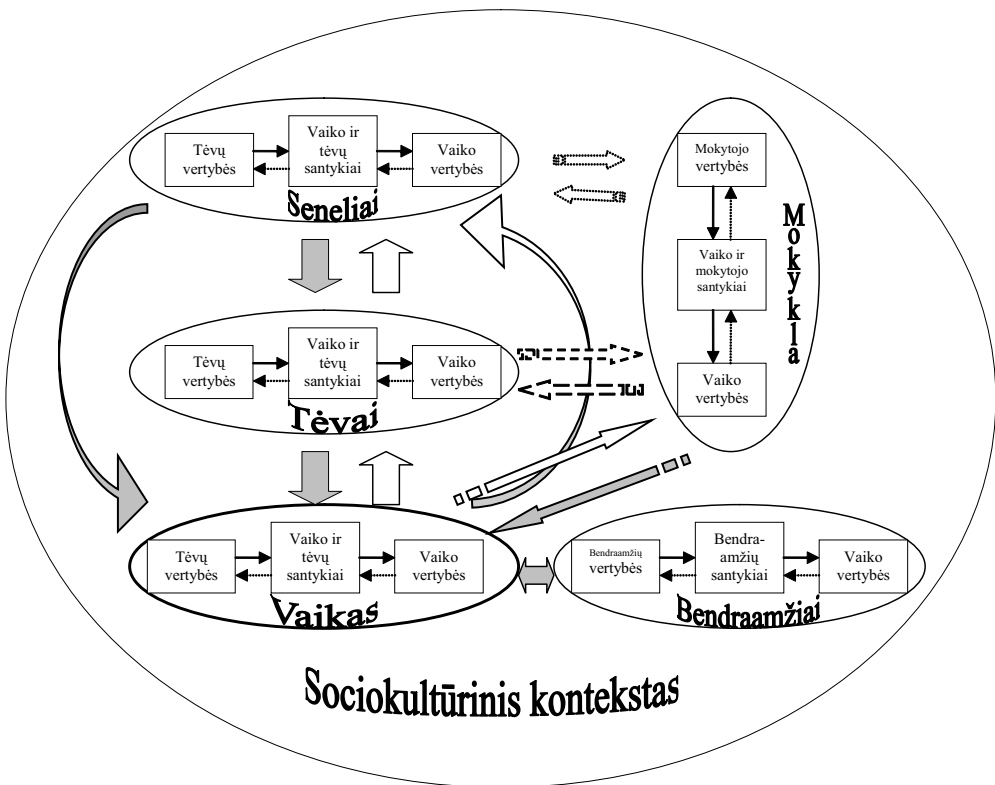 Tėvų
vertybės
Vaiko ir
tėvų
santykiai
Vaiko
vertybės
Seneliai
Mokytojo
vertybės
Vaiko ir
mokytojo
santykiai
Vaiko
vertybės
Mokykla
Tėvų
vertybės
Vaiko ir
tėvų
santykiai
Vaiko
vertybės
Tėvai
Tėvų
vertybės
Vaiko ir
tėvų
santykiai
Vaiko
vertybės
Vaikas
Bendraamžių
vertybės
Bendra-
amžių
santykiai
Vaiko
vertybės
Bendraamžiai
Sociokultūrinis kontekstas